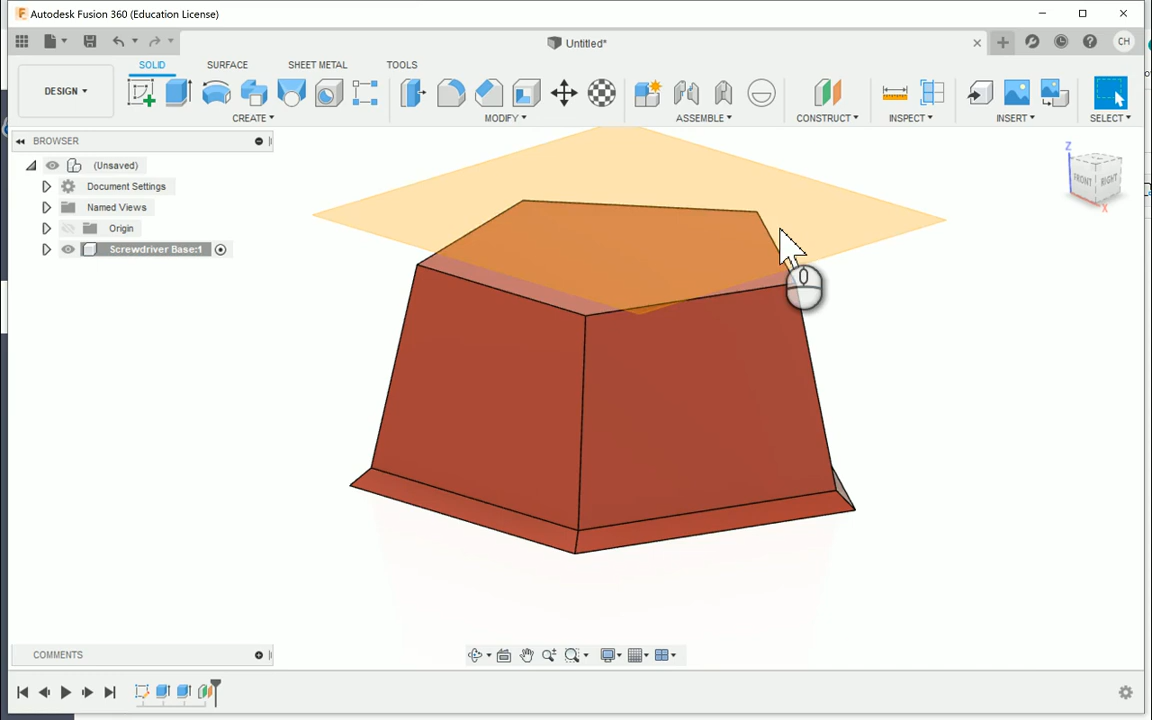 Autodesk Fusion 360 (Education License)
Untitled*
CH
SOLID
SURFACE
SHEET METAL
TOOLS
DESIGN
CREATE
MODIFY
ASSEMBLE
CONSTRUCT
INSPECT
INSERT
SELECT
BROWSER
(Unsaved)
Document Settings
Named Views
Origin
Screwdriver Base:1
Z
FRONT
RIGHT
X
COMMENTS